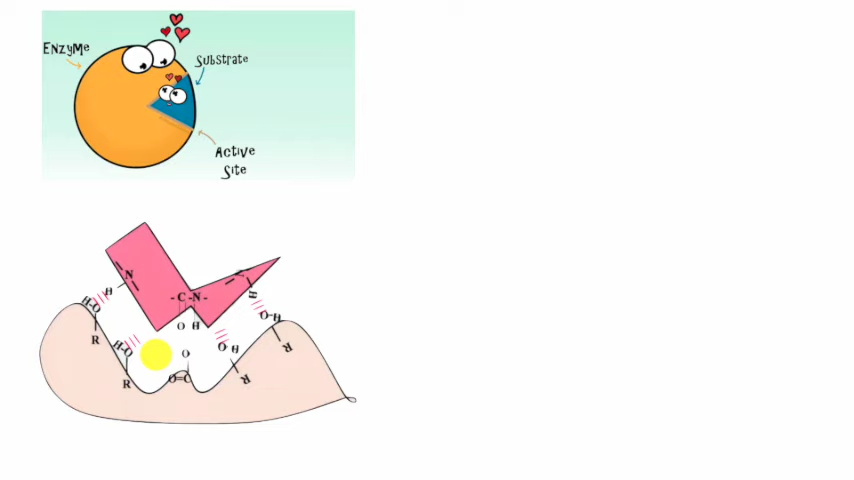 ENZYMe
Substrate
Active
Site
N
H
H-O
- C - N -
O H
H
O-H
R
H-O
O H
O
R
R
O=C
R